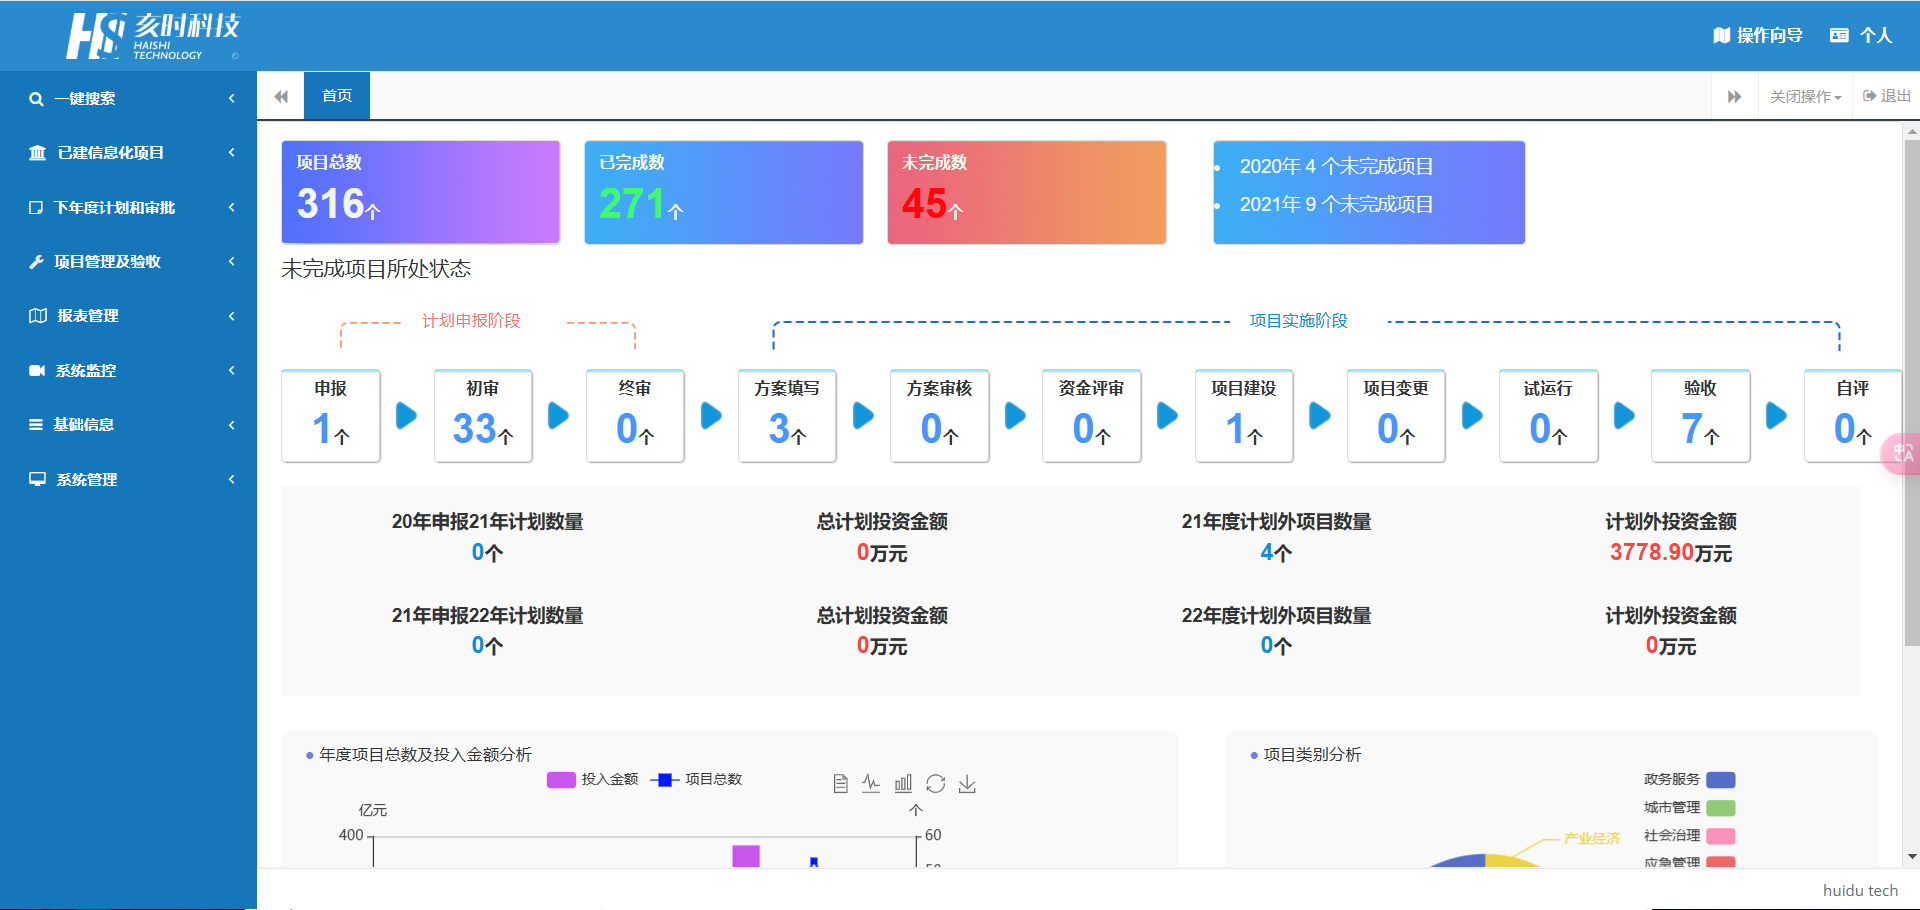 HS 亥时科技
HAISHI
TECHNOLOGY
操作向导 个人
一键搜索
已建信息化项目
下年度计划和审批
项目管理及验收
报表管理
系统监控
基础信息
系统管理
首页
关闭操作 退出
项目总数
316个
已完成数
271个
未完成数
45个
2020年 4 个未完成项目
2021年 9 个未完成项目
未完成项目所处状态
计划申报阶段
项目实施阶段
申报 初审 终审 方案填写 方案审核 资金评审 项目建设 项目变更 试运行 验收 自评
1个 33个 0个 3个 0个 0个 1个 0个 0个 7个 0个
20年申报21年计划数量 总计划投资金额 21年度计划外项目数量 计划外投资金额
0个 0万元 4个 3778.90万元
21年申报22年计划数量 总计划投资金额 22年度计划外项目数量 计划外投资金额
0个 0万元 0个 0万元
年度项目总数及投入金额分析
投入金额 项目总数
亿元 个
400 60
项目类别分析
政务服务
城市管理
社会治理
应急管理
产业经济
huidu tech